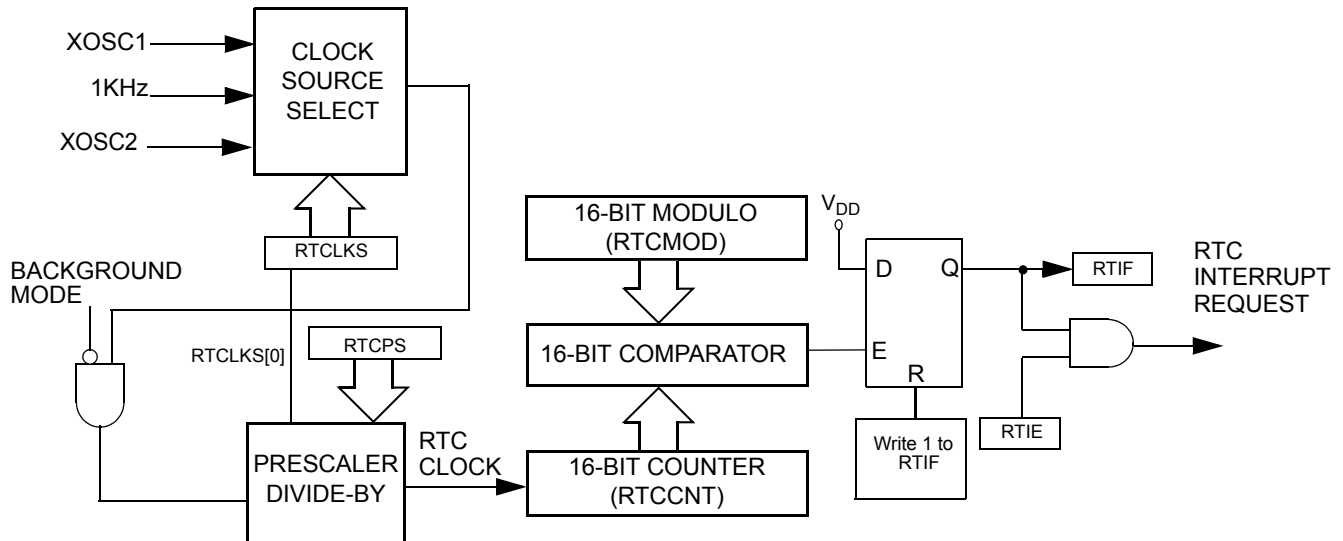 XOSC1
1KHz
XOSC2
CLOCK
SOURCE
SELECT
RTCLKS
BACKGROUND
MODE
RTCLKS[0]
RTCPS
PRESCALER
DIVIDE-BY
RTC
CLOCK
16-BIT MODULO
(RTCMOD)
16-BIT COMPARATOR
16-BIT COUNTER
(RTCCNT)
VDD
D
Q
E
R
Write 1 to
RTIF
RTIF
RTIE
RTC
INTERRUPT
REQUEST